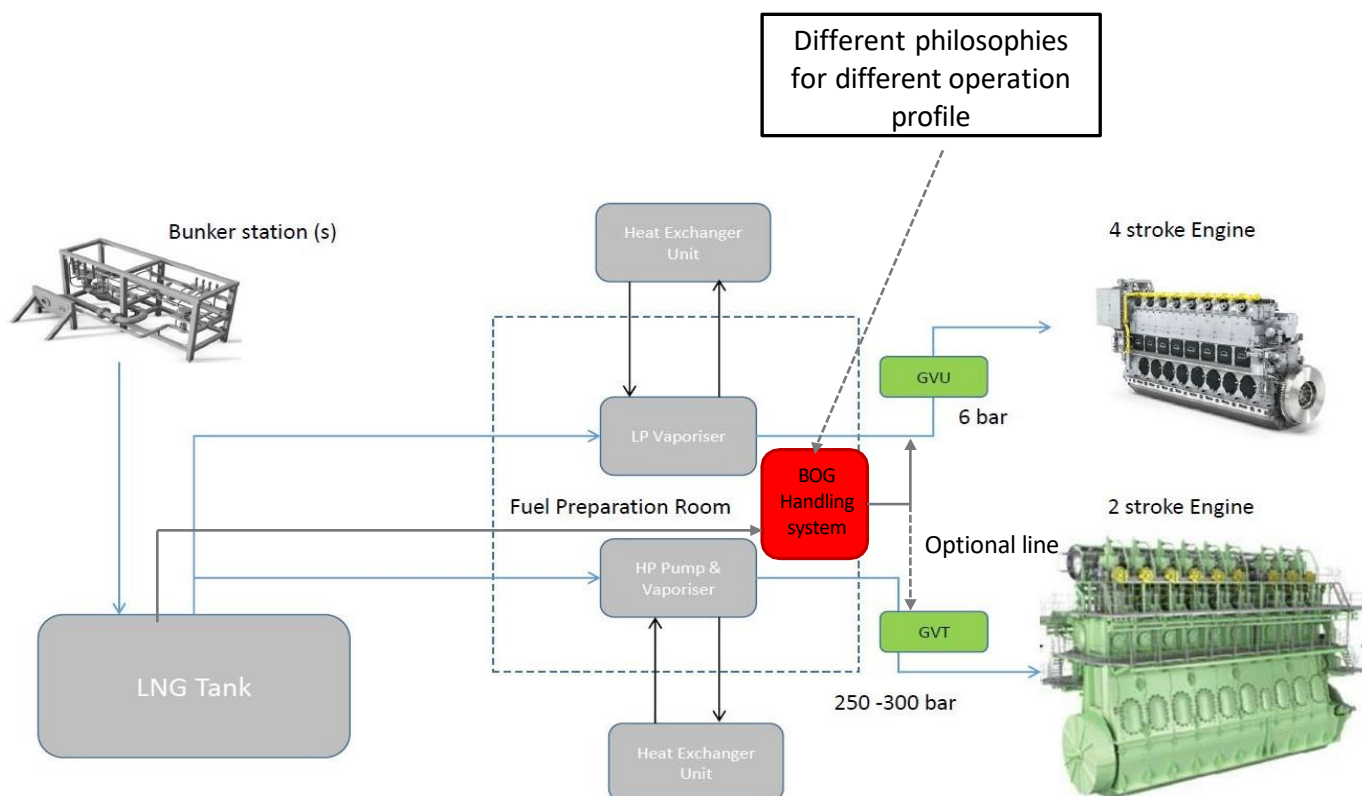 Different philosophies
for different operation
profile
Bunker station (s)
Heat Exchanger
Unit
4 stroke Engine
GVU
6 bar
LP Vaporiser
BOG
Handling
system
Fuel Preparation Room
2 stroke Engine
Optional line
HP Pump &
Vaporiser
GVT
LNG Tank
250 -300 bar
Heat Exchanger
Unit